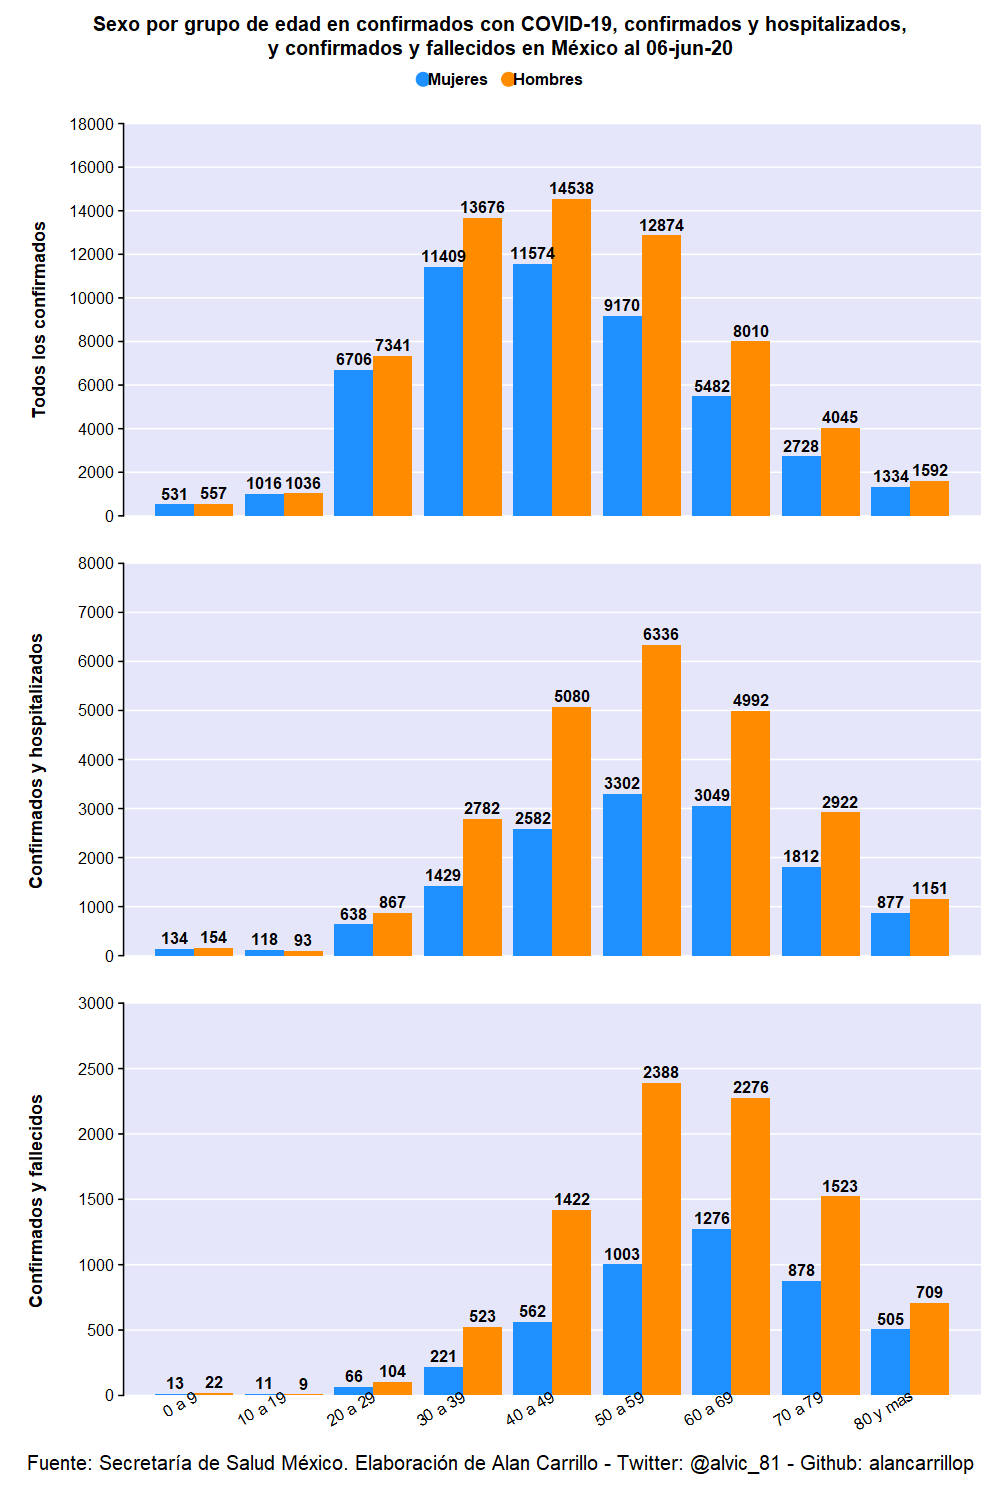 Sexo por grupo de edad en confirmados con COVID-19, confirmados y hospitalizados,
y confirmados y fallecidos en México al 06-jun-20
Mujeres Hombres
Todos los confirmados
18000
16000
14000
12000
10000
8000
6000
4000
2000
0
531 557 1016 1036 6706 7341 11409 13676 11574 14538 9170 12874 5482 8010 2728 4045 1334 1592
Confirmados y hospitalizados
8000
7000
6000
5000
4000
3000
2000
1000
0
134 154 118 93 638 867 1429 2782 2582 5080 3302 6336 3049 4992 1812 2922 877 1151
Confirmados y fallecidos
3000
2500
2000
1500
1000
500
0
13 22 11 9 66 104 221 523 562 1422 1003 2388 1276 2276 878 1523 505 709
0 a 9 10 a 19 20 a 29 30 a 39 40 a 49 50 a 59 60 a 69 70 a 79 80 y mas
Fuente: Secretaría de Salud México. Elaboración de Alan Carrillo - Twitter: @alvic_81 - Github: alancarrillop